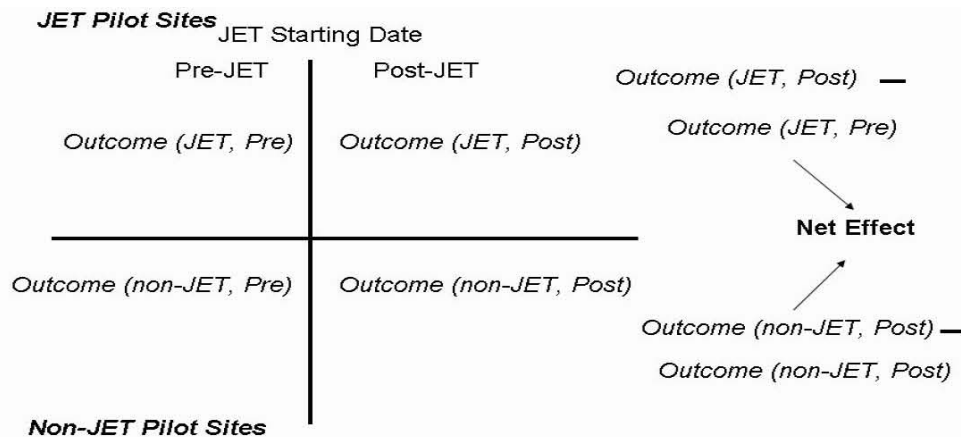 JET Pilot Sites
JET Starting Date
Pre-JET Post-JET
Outcome (JET, Post) —
Outcome (JET, Pre) Outcome (JET, Post)
Outcome (JET, Pre)
Net Effect
Outcome (non-JET, Pre) Outcome (non-JET, Post)
Outcome (non-JET, Post) —
Outcome (non-JET, Post)
Non-JET Pilot Sites